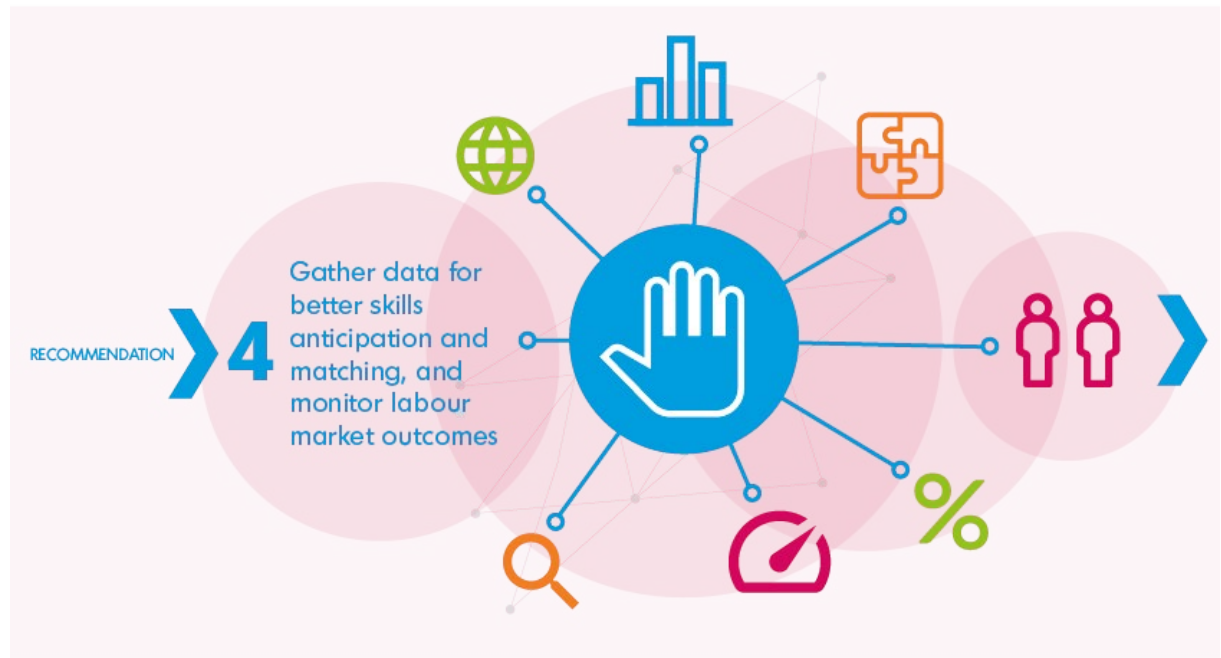 RECOMMENDATION
4
Gather data for
better skills
anticipation and
matching, and
monitor labour
market outcomes
%